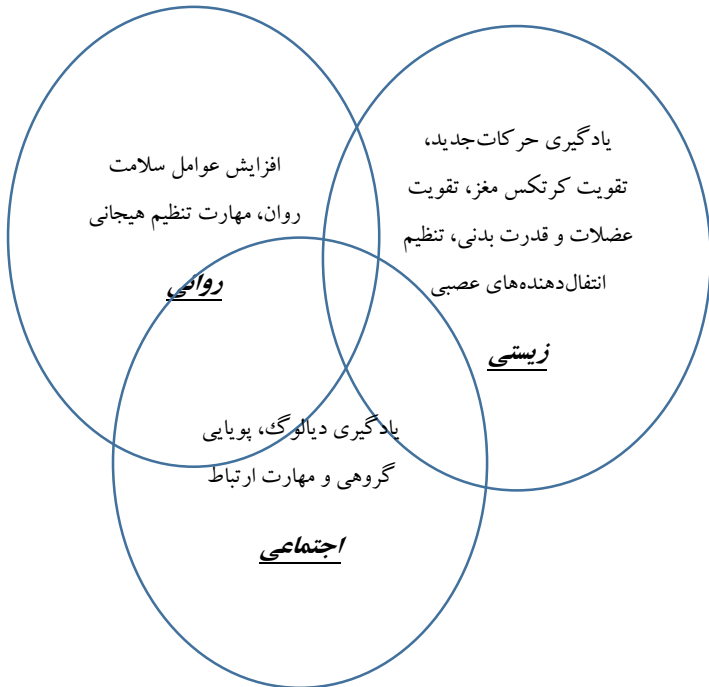 یادگیری حرکات‌جدید،
تقویت کرتکس مغز، تقویت
عضلات و قدرت بدنی، تنظیم
انتقال‌دهنده‌های عصبی
زیستی
افزایش عوامل سلامت
روان، مهارت تنظیم هیجانی
روانی
یادگیری دیالوگ، پویایی
گروهی و مهارت ارتباط
اجتماعی